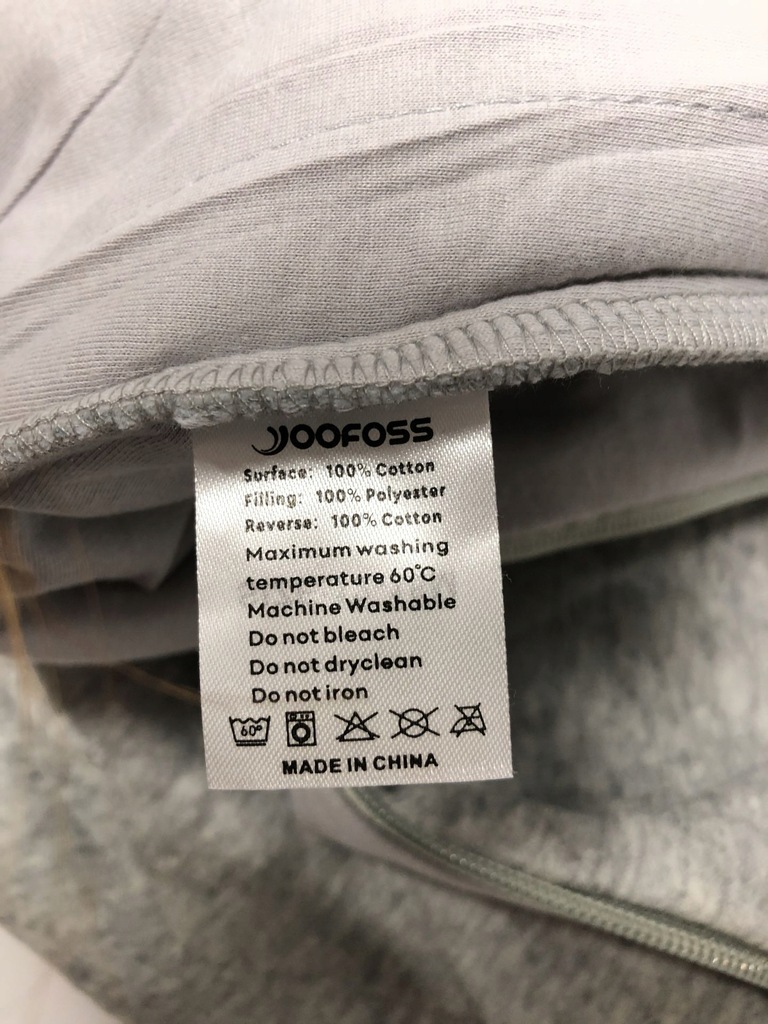 YOOFOSS
Surface: 100% Cotton
Filling: 100% Polyester
Reverse: 100% Cotton
Maximum washing
temperature 60℃
Machine Washable
Do not bleach
Do not dryclean
Do not iron
60°
MADE IN CHINA